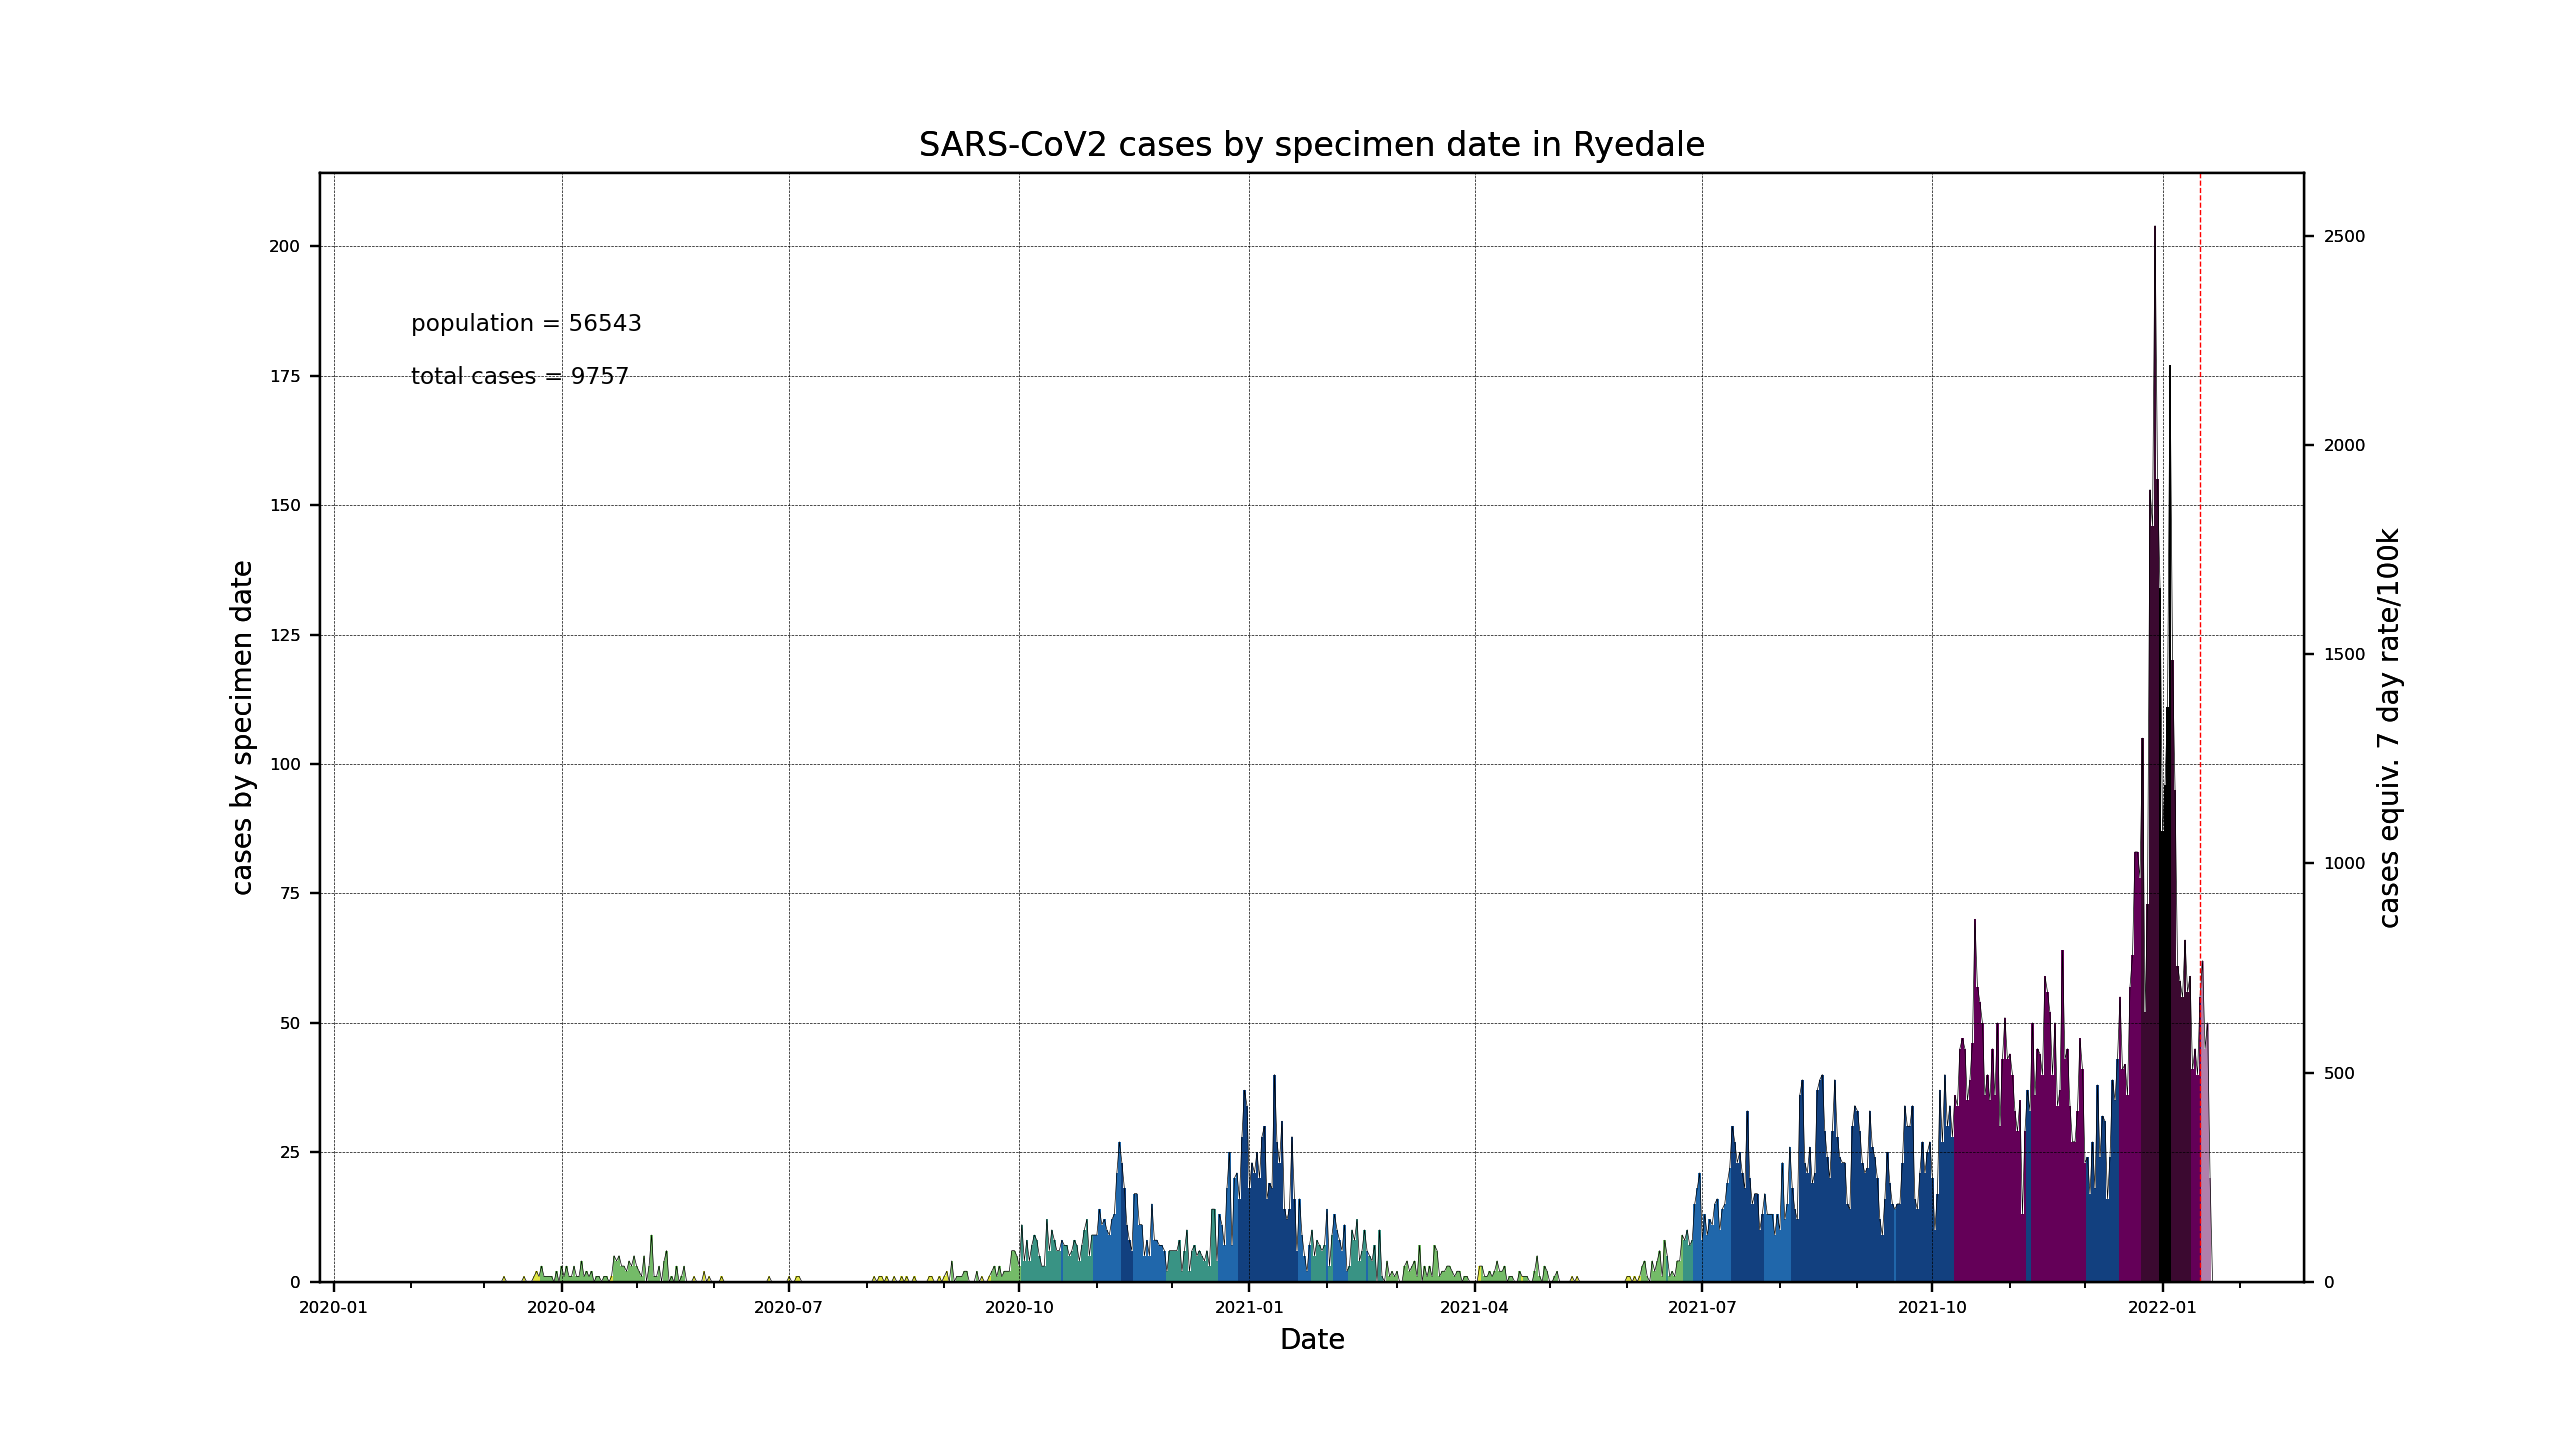 SARS-CoV2 cases by specimen date in Ryedale
population = 56543
total cases = 9757
cases by specimen date
200
175
150
125
100
75
50
25
0
2500
2000
1500
1000
500
0
cases equiv. 7 day rate/100k
2020-01 2020-04 2020-07 2020-10 2021-01 2021-04 2021-07 2021-10 2022-01
Date